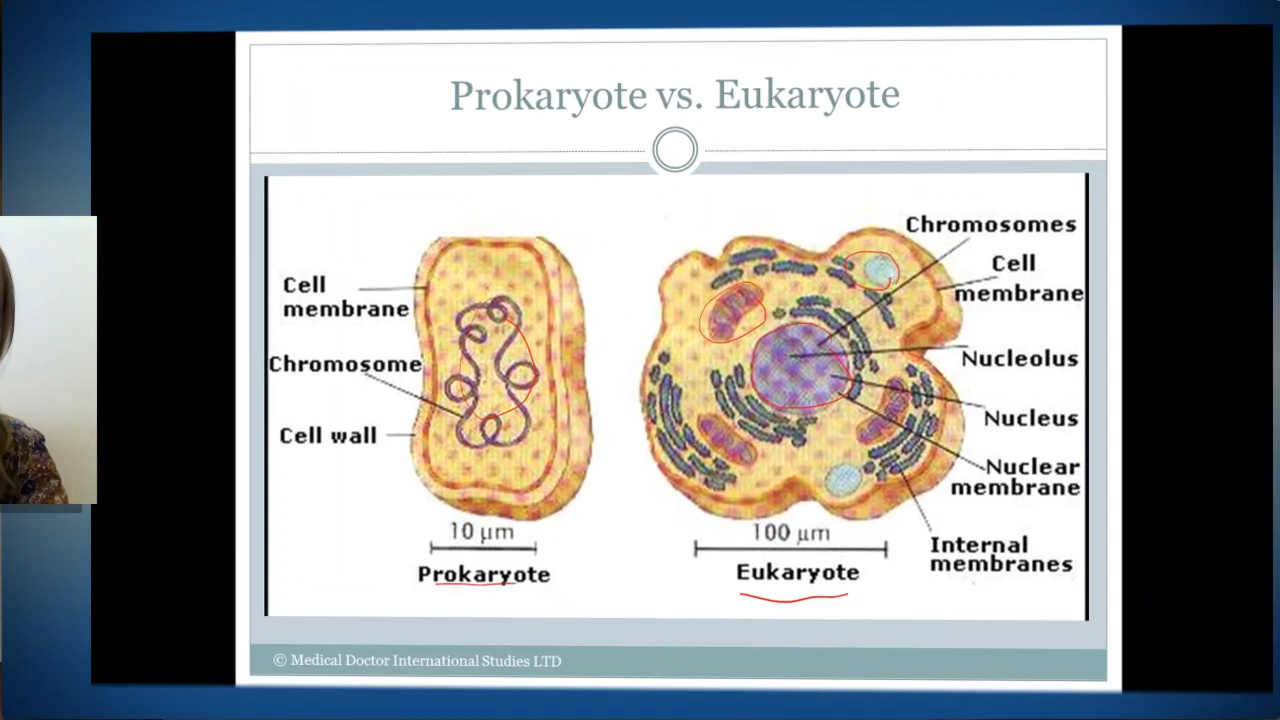 Prokaryote vs. Eukaryote
Cell
membrane
Chromosome
Cell wall
10 μm
Prokaryote
Chromosomes
Cell
membrane
Nucleolus
Nucleus
Nuclear
membrane
Internal
membranes
100 μm
Eukaryote
© Medical Doctor International Studies LTD